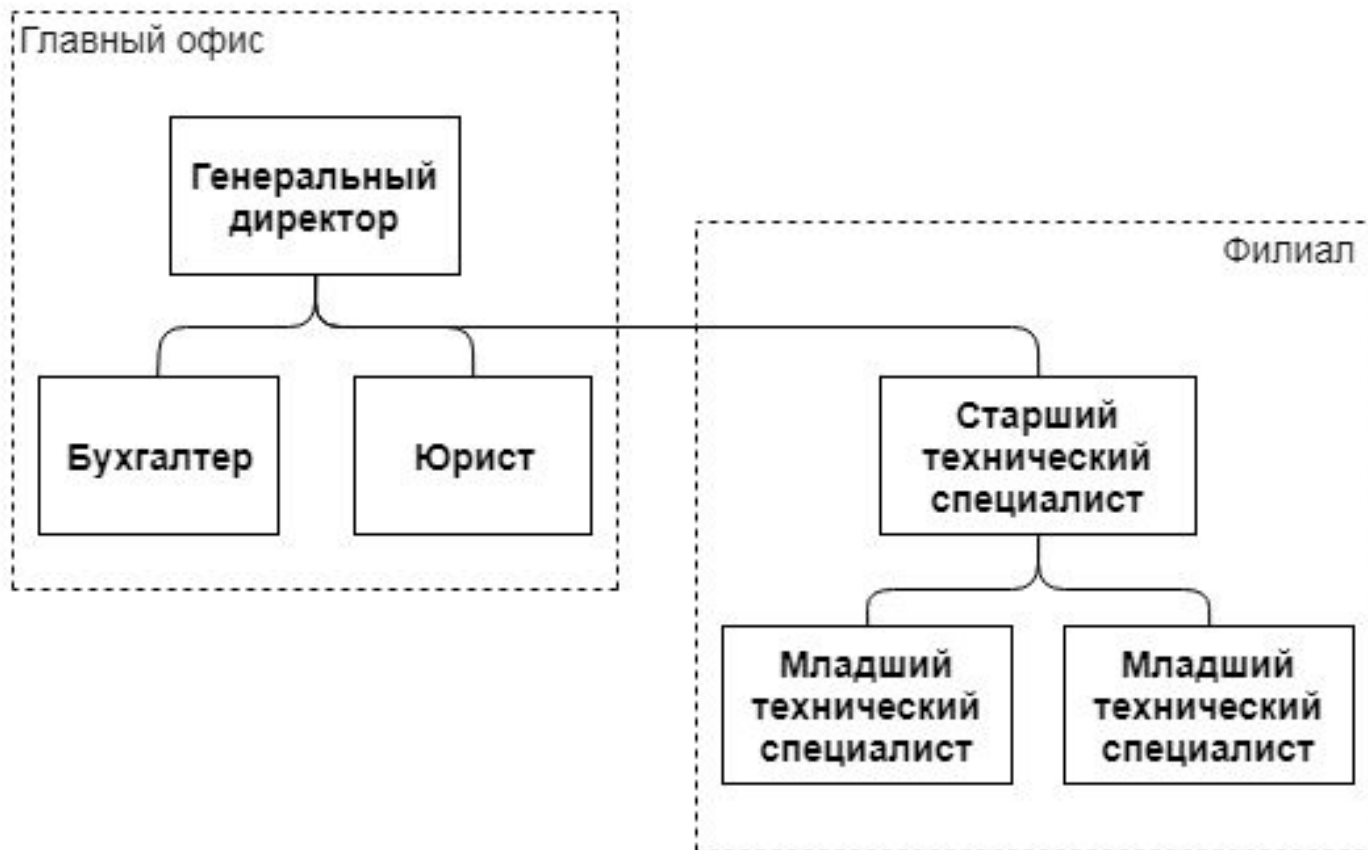 Главный офис
Генеральный
директор
Филиал
Бухгалтер
Юрист
Старший
технический
специалист
Младший
технический
специалист
Младший
технический
специалист